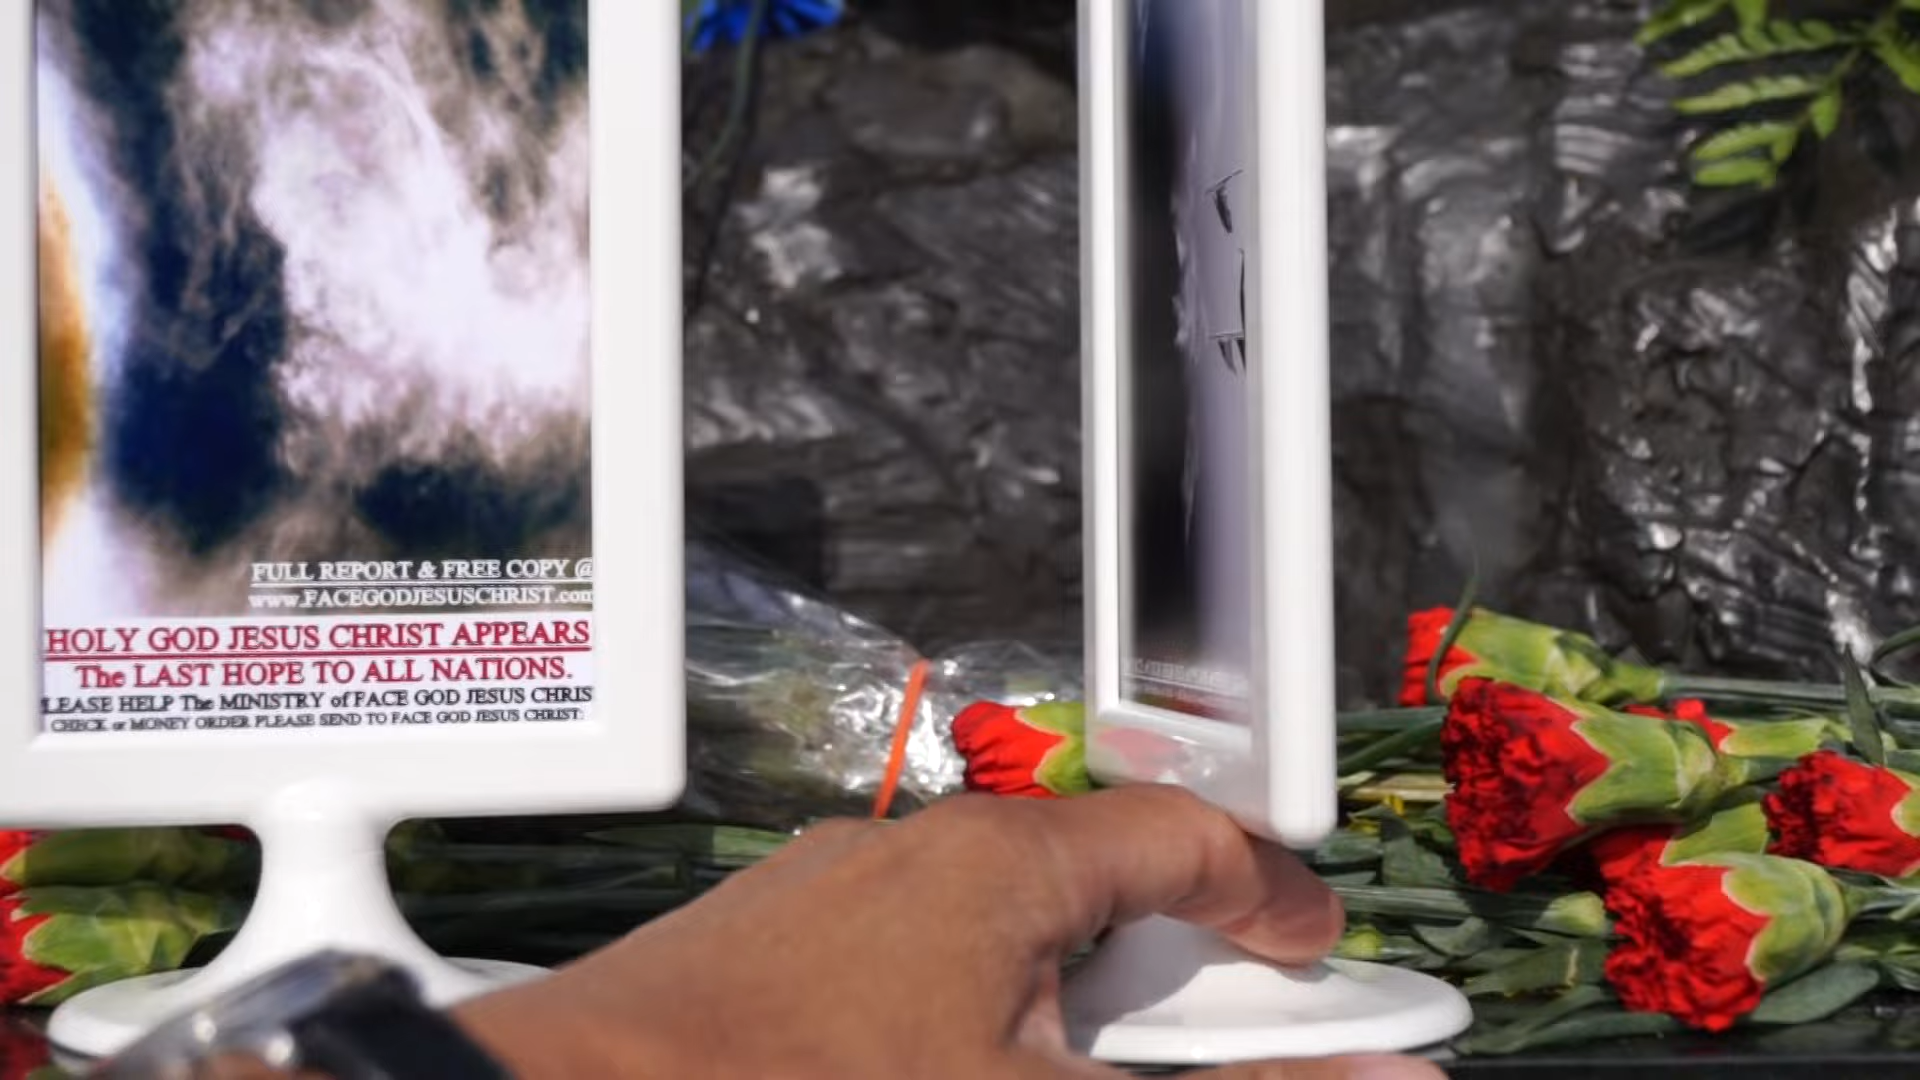 FULL REPORT & FREE COPY @
www.FACEGODJESUSCHRIST.com
HOLY GOD JESUS CHRIST APPEARS
The LAST HOPE TO ALL NATIONS.
LEASE HELP The MINISTRY of FACE GOD JESUS CHRIS
CHECK or MONEY ORDER PLEASE SEND TO FACE GOD JESUS CHRIST: